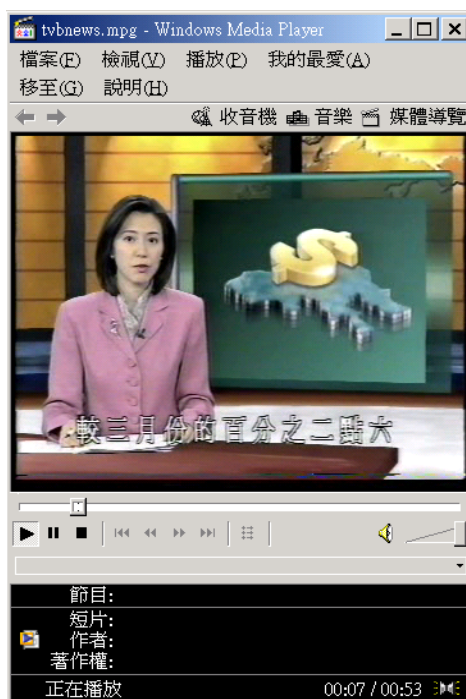 tvbnews.mpg - Windows Media Player
檔案(F) 檢視(V) 播放(P) 我的最愛(A)
移至(G) 說明(H)
收音機 音樂 媒體導覽
較三月份的百分之二點六
節目:
短片:
作者:
著作權:
正在播放 00:07 / 00:53